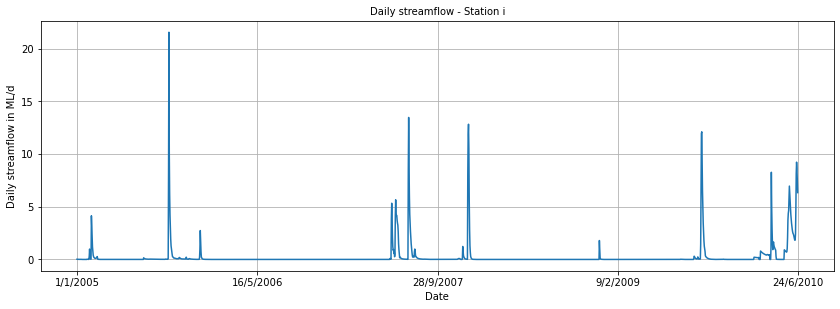 Daily streamflow - Station i
Daily streamflow in ML/d
20
15
10
5
0
1/1/2005 16/5/2006 28/9/2007 9/2/2009 24/6/2010
Date